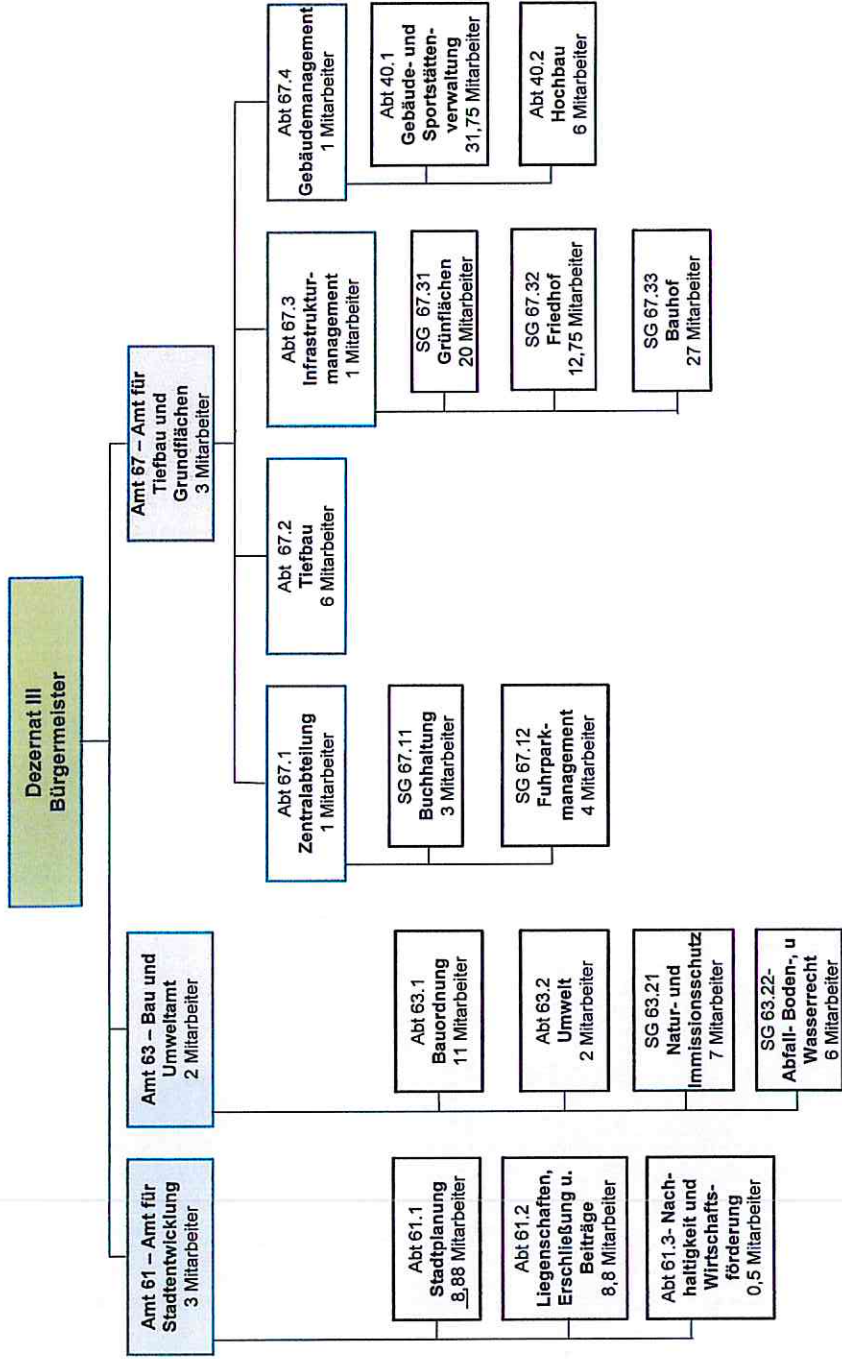 Dezernat III
Bürgermeister
Amt 61 – Amt für
Stadtentwicklung
3 Mitarbeiter
Abt 61.1
Stadtplanung
8,88 Mitarbeiter
Abt 61.2
Liegenschaften,
Erschließung u.
Beiträge
8,8 Mitarbeiter
Abt 61.3- Nach-
haltigkeit und
Wirtschafts-
förderung
0,5 Mitarbeiter
Amt 63 – Bau und
Umweltamt
2 Mitarbeiter
Abt 63.1
Bauordnung
11 Mitarbeiter
Abt 63.2
Umwelt
2 Mitarbeiter
SG 63.21
Natur- und
Immissionsschutz
7 Mitarbeiter
SG 63.22-
Abfall- Boden-, u
Wasserrecht
6 Mitarbeiter
Amt 67 – Amt für
Tiefbau und
Grundflächen
3 Mitarbeiter
Abt 67.1
Zentralabteilung
1 Mitarbeiter
SG 67.11
Buchhaltung
3 Mitarbeiter
SG 67.12
Fuhrpark-
management
4 Mitarbeiter
Abt 67.2
Tiefbau
6 Mitarbeiter
Abt 67.3
Infrastruktur-
management
1 Mitarbeiter
SG 67.31
Grünflächen
20 Mitarbeiter
SG 67.32
Friedhof
12,75 Mitarbeiter
SG 67.33
Bauhof
27 Mitarbeiter
Abt 67.4
Gebäudemanagement
1 Mitarbeiter
Abt 40.1
Gebäude- und
Sportstätten-
verwaltung
31,75 Mitarbeiter
Abt 40.2
Hochbau
6 Mitarbeiter